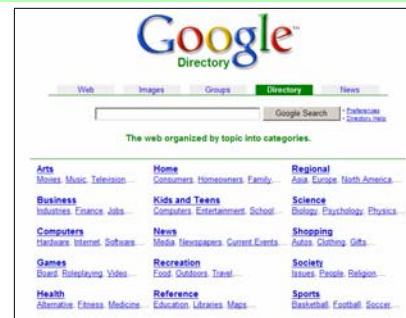 Google™
Directory
Web Images Groups Directory News
Google Search
• Preferences
• Directory Help
The web organized by topic into categories.
Arts
Movies, Music, Television,...
Home
Consumers, Homeowners, Family,...
Regional
Asia, Europe, North America,...
Business
Industries, Finance, Jobs,...
Kids and Teens
Computers, Entertainment, School,...
Science
Biology, Psychology, Physics,...
Computers
Hardware, Internet, Software,...
News
Media, Newspapers, Current Events,...
Shopping
Autos, Clothing, Gifts,...
Games
Board, Roleplaying, Video,...
Recreation
Food, Outdoors, Travel,...
Society
Issues, People, Religion,...
Health
Alternative, Fitness, Medicine,...
Reference
Education, Libraries, Maps,...
Sports
Basketball, Football, Soccer,...